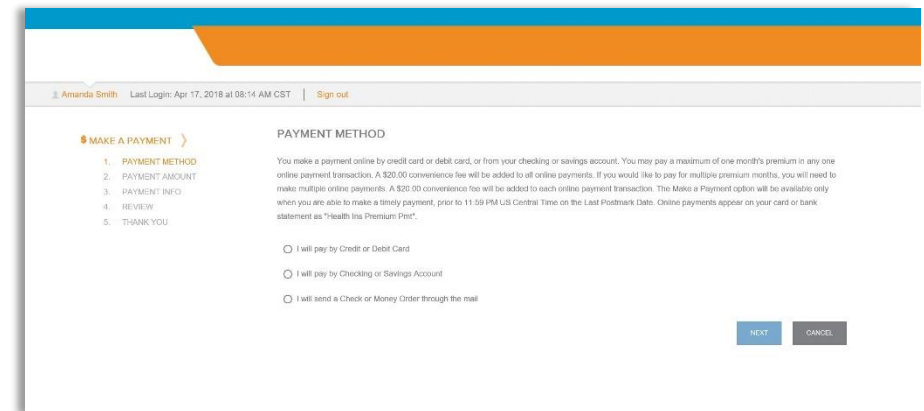 Amanda Smith Last Login: Apr 17, 2018 at 08:14 AM CST | Sign out
$ MAKE A PAYMENT
1. PAYMENT METHOD
2. PAYMENT AMOUNT
3. PAYMENT INFO
4. REVIEW
5. THANK YOU
PAYMENT METHOD
You make a payment online by credit card or debit card, or from your checking or savings account. You may pay a maximum of one month's premium in any one
online payment transaction. A $20.00 convenience fee will be added to all online payments. If you would like to pay for multiple premium months, you will need to
make multiple online payments. A $20.00 convenience fee will be added to each online payment transaction. The Make a Payment option will be available only
when you are able to make a timely payment, prior to 11:59 PM US Central Time on the Last Postmark Date. Online payments appear on your card or bank
statement as "Health Ins Premium Pmt".
I will pay by Credit or Debit Card
I will pay by Checking or Savings Account
I will send a Check or Money Order through the mail
NEXT CANCEL